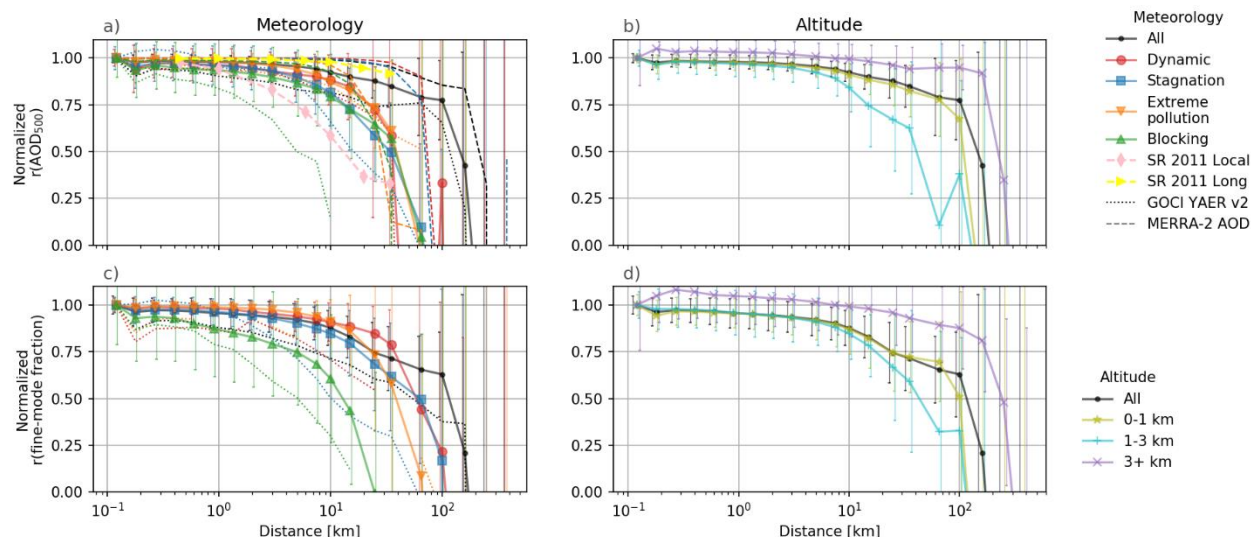 Meteorology
Altitude
a)
b)
1.00
0.75
0.50
0.25
0.00
Normalized
r(AOD500)
1.00
0.75
0.50
0.25
0.00
Meteorology
All
Dynamic
Stagnation
Extreme
pollution
Blocking
SR 2011 Local
SR 2011 Long
GOCI YAER v2
MERRA-2 AOD
c)
d)
1.00
0.75
0.50
0.25
0.00
Normalized
r(fine-mode fraction)
1.00
0.75
0.50
0.25
0.00
10⁻¹ 10⁰ 10¹ 10²
Distance [km]
10⁻¹ 10⁰ 10¹ 10²
Distance [km]
Altitude
All
0-1 km
1-3 km
3+ km